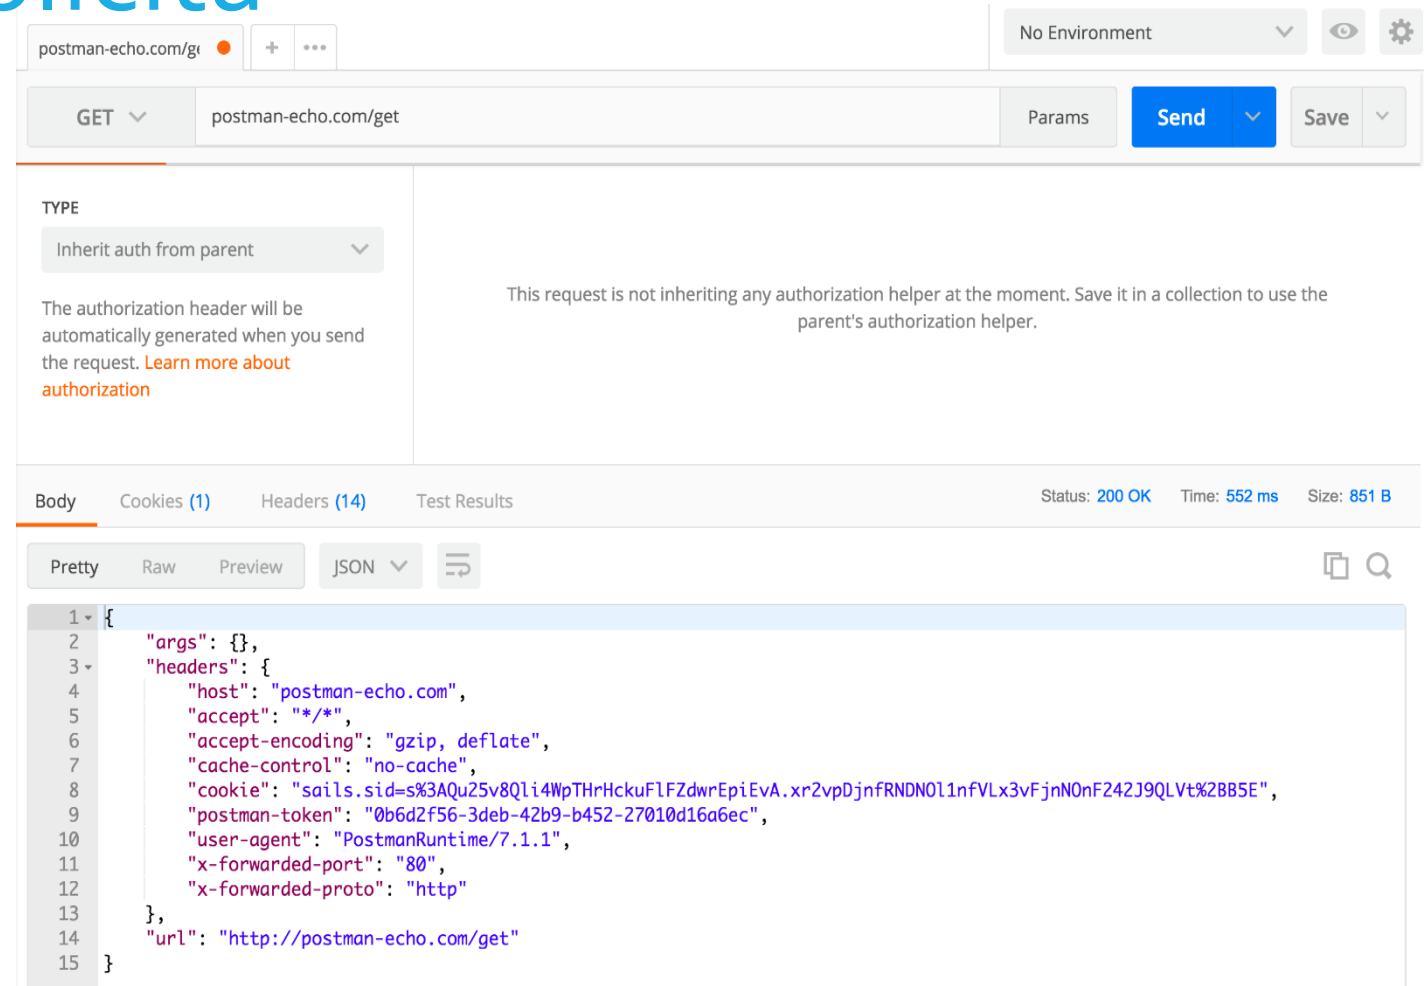 postman-echo.com/ge
+
•••
No Environment
GET
postman-echo.com/get
Params
Send
Save
TYPE
Inherit auth from parent
The authorization header will be
automatically generated when you send
the request. Learn more about
authorization
This request is not inheriting any authorization helper at the moment. Save it in a collection to use the
parent's authorization helper.
Body
Cookies (1)
Headers (14)
Test Results
Status: 200 OK
Time: 552 ms
Size: 851 B
Pretty
Raw
Preview
JSON
1 {
2 "args": {},
3 "headers": {
4 "host": "postman-echo.com",
5 "accept": "*/*",
6 "accept-encoding": "gzip, deflate",
7 "cache-control": "no-cache",
8 "cookie": "sails.sid=s%3AQu25v8Qli4WpTHrHckuFlFZdwrEpiEvA.xr2vpDjnfRNDNOl1nfVLx3vFjnNOnF242J9QLVt%2BB5E",
9 "postman-token": "0b6d2f56-3deb-42b9-b452-27010d16a6ec",
10 "user-agent": "PostmanRuntime/7.1.1",
11 "x-forwarded-port": "80",
12 "x-forwarded-proto": "http"
13 },
14 "url": "http://postman-echo.com/get"
15 }